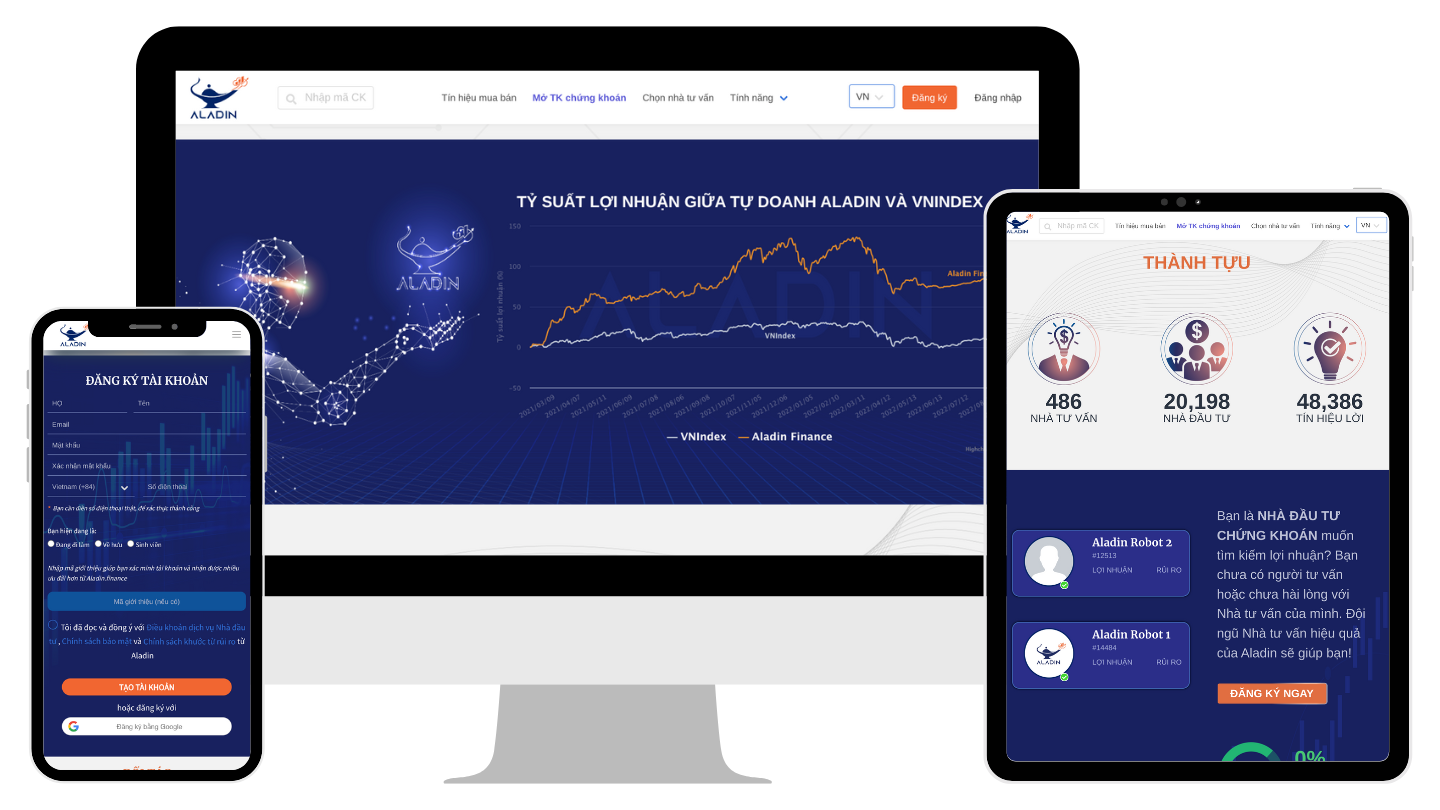 ALADIN
Nhập mã CK
Tín hiệu mua bán
Mở TK chứng khoán
Chọn nhà tư vấn
Tính năng
VN
Đăng ký
Đăng nhập
TỶ SUẤT LỢI NHUẬN GIỮA TỰ DOANH ALADIN VÀ VNINDEX
ALADIN
ALADIN
Tỷ suất lợi nhuận (%)
150
100
50
0
-50
Aladin Fin
VNIndex
2021/03/09
2021/04/07
2021/05/11
2021/06/09
2021/07/08
2021/08/06
2021/09/08
2021/10/07
2021/11/05
2021/12/06
2022/01/05
2022/02/10
2022/03/11
2022/04/12
2022/05/13
2022/06/13
2022/07/12
VNIndex
Aladin Finance
ALADIN
ĐĂNG KÝ TÀI KHOẢN
HỌ
Tên
Email
Mật khẩu
Xác nhận mật khẩu
Vietnam (+84)
Số điện thoại
* Bạn cần điền số điện thoại thật, để xác thực thành công
Bạn hiện đang là:
Đang đi làm
Về hưu
Sinh viên
Nhập mã giới thiệu giúp bạn xác minh tài khoản và nhận được nhiều
ưu đãi hơn từ Aladin.finance
Mã giới thiệu (nếu có)
Tôi đã đọc và đồng ý với Điều khoản dịch vụ Nhà đầu
tư, Chính sách bảo mật và Chính sách khước từ rủi ro từ
Aladin
TẠO TÀI KHOẢN
hoặc đăng ký với
Đăng ký bằng Google
ALADIN
Nhập mã CK
Tín hiệu mua bán
Mở TK chứng khoán
Chọn nhà tư vấn
Tính năng
VN
THÀNH TỰU
486
NHÀ TƯ VẤN
20,198
NHÀ ĐẦU TƯ
48,386
TÍN HIỆU LỜI
Aladin Robot 2
#12513
LỢI NHUẬN
RỦI RO
ALADIN
Aladin Robot 1
#14484
LỢI NHUẬN
RỦI RO
Bạn là NHÀ ĐẦU TƯ
CHỨNG KHOÁN muốn
tìm kiếm lợi nhuận? Bạn
chưa có người tư vấn
hoặc chưa hài lòng với
Nhà tư vấn của mình. Đội
ngũ Nhà tư vấn hiệu quả
của Aladin sẽ giúp bạn!
ĐĂNG KÝ NGAY
0%